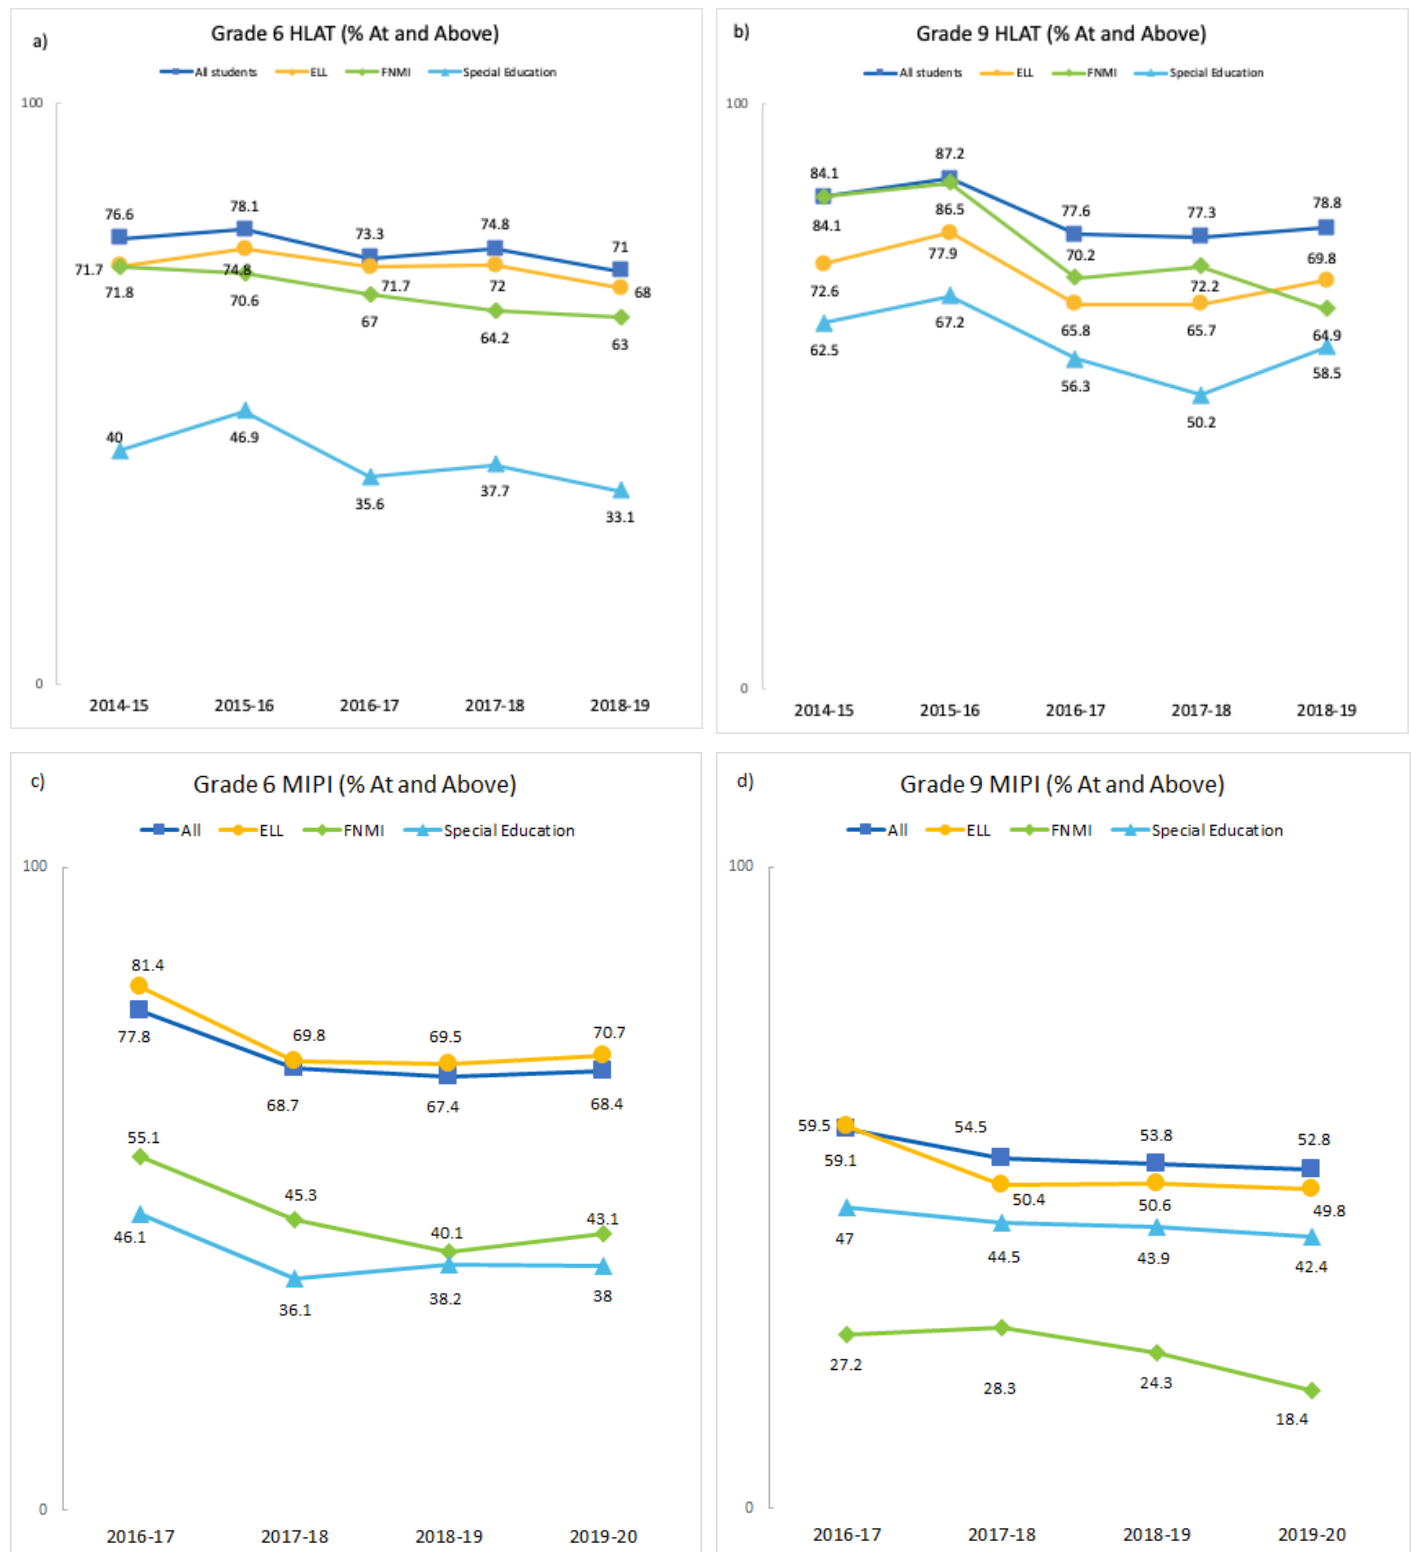 a)
Grade 6 HLAT (% At and Above)
All students ELL FNMI Special Education
100
76.6 78.1 73.3 74.8 71
71.7 74.8 71.7 72 68
71.8 70.6 67 64.2 63
40 46.9 35.6 37.7 33.1
0
2014-15 2015-16 2016-17 2017-18 2018-19
b)
Grade 9 HLAT (% At and Above)
All students ELL FNMI Special Education
100
84.1 87.2 77.6 77.3 78.8
84.1 86.5 70.2 72.2 69.8
72.6 77.9 65.8 65.7 64.9
62.5 67.2 56.3 50.2 58.5
0
2014-15 2015-16 2016-17 2017-18 2018-19
c)
Grade 6 MIPI (% At and Above)
All ELL FNMI Special Education
100
81.4 69.8 69.5 70.7
77.8 68.7 67.4 68.4
55.1 45.3 40.1 43.1
46.1 36.1 38.2 38
0
2016-17 2017-18 2018-19 2019-20
d)
Grade 9 MIPI (% At and Above)
All ELL FNMI Special Education
100
59.5 54.5 53.8 52.8
59.1 50.4 50.6 49.8
47 44.5 43.9 42.4
27.2 28.3 24.3 18.4
0
2016-17 2017-18 2018-19 2019-20